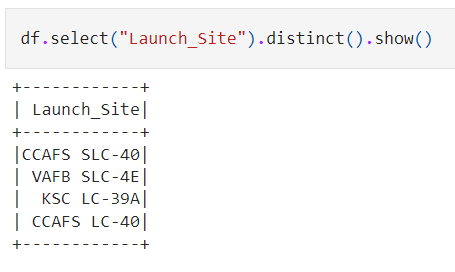 df.select("Launch_Site").distinct().show()
+------------+
| Launch_Site|
+------------+
|CCAFS SLC-40|
| VAFB SLC-4E|
|  KSC LC-39A|
| CCAFS LC-40|
+------------+